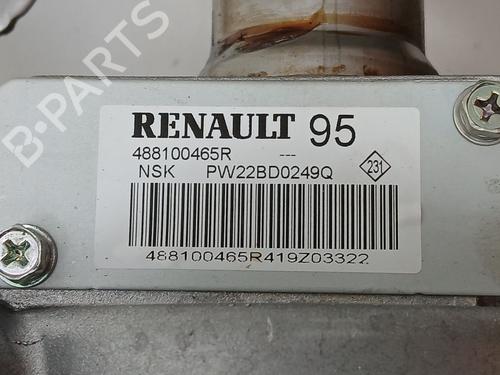 B-PARTS
RENAULT 95
488100465R ---
NSK PW22BD0249Q
231
488100465R419Z03322